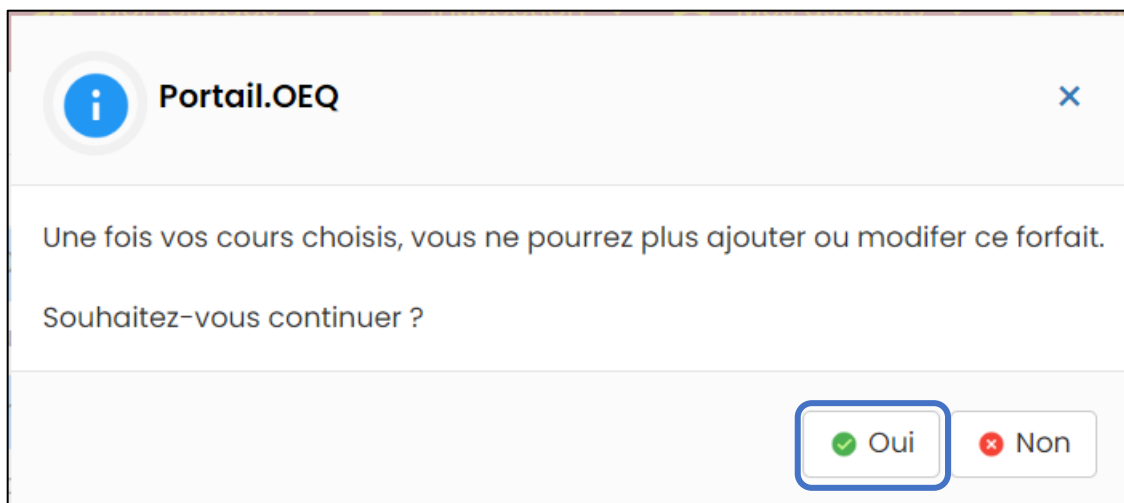 Portail.OEQ
Une fois vos cours choisis, vous ne pourrez plus ajouter ou modifer ce forfait.
Souhaitez-vous continuer ?
Oui
Non